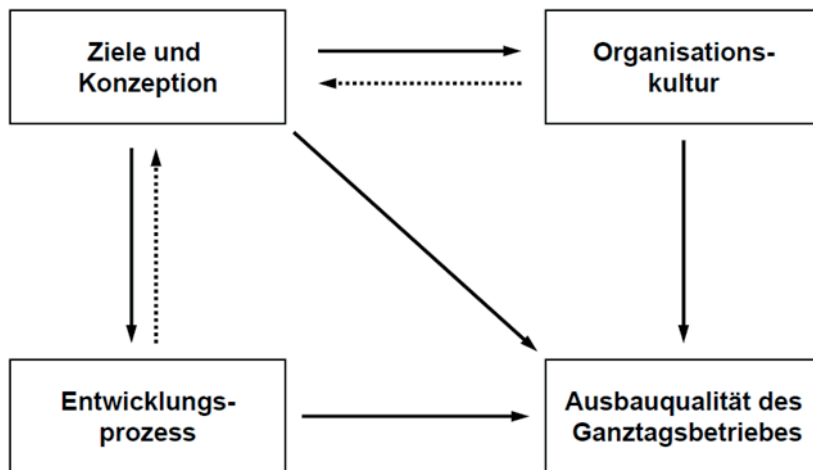 Ziele und
Konzeption
Organisations-
kultur
Entwicklungs-
prozess
Ausbauqualität des
Ganztagsbetriebes